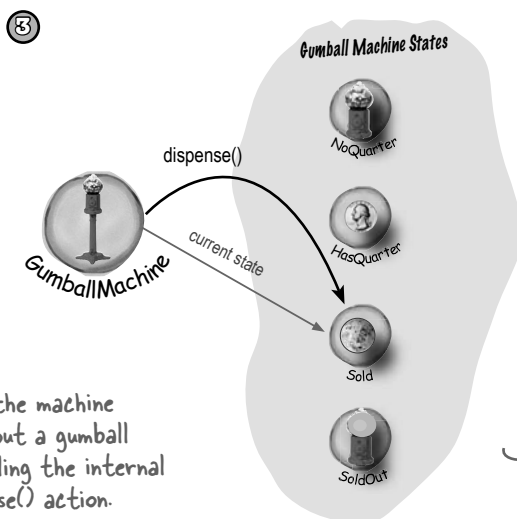 3
Gumball Machine States
NoQuarter
dispense()
HasQuarter
current state
GumballMachine
Sold
the machine
out a gumball
ling the internal
se() action.
SoldOut